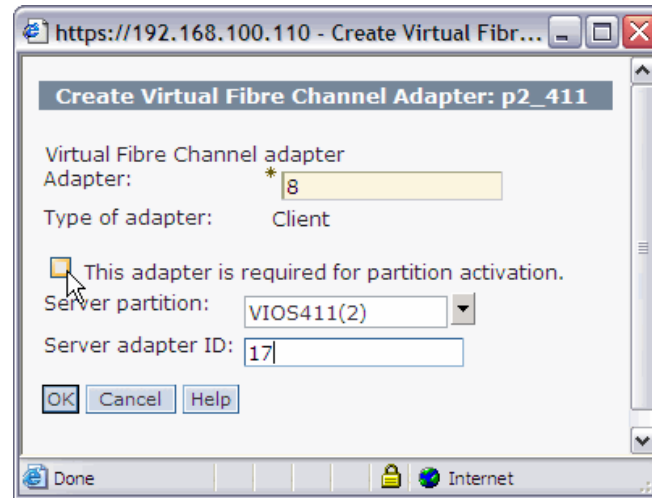 https://192.168.100.110 - Create Virtual Fibr...
Create Virtual Fibre Channel Adapter: p2_411
Virtual Fibre Channel adapter
Adapter: * 8
Type of adapter: Client
This adapter is required for partition activation.
Server partition: VIOS411(2)
Server adapter ID: 17
OK Cancel Help
Done Internet